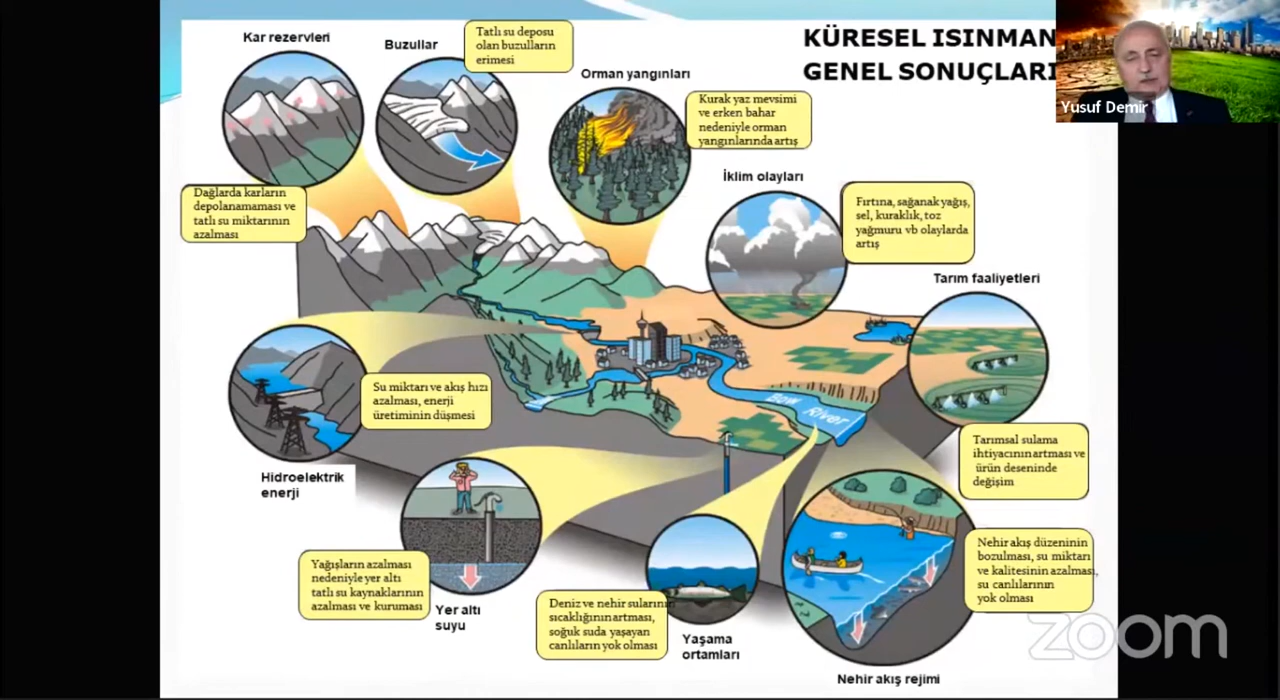 KÜRESEL ISINMAN
GENEL SONUÇLARI
Yusuf Demir
Kar rezervleri
Buzullar
Tatlı su deposu
olan buzulların
erimesi
Orman yangınları
Kurak yaz mevsimi
ve erken bahar
nedeniyle orman
yangınlarında artış
İklim olayları
Fırtına, sağanak yağış,
sel, kuraklık, toz
yağmuru vb olaylarda
artış
Dağlarda karların
depolanamaması ve
tatlı su miktarının
azalması
Tarım faaliyetleri
Su miktarı ve akış hızı
azalması, enerji
üretiminin düşmesi
Bow
River
Hidroelektrik
enerji
Tarımsal sulama
ihtiyacının artması ve
ürün deseninde
değişim
Yağışların azalması
nedeniyle yer altı
tatlı su kaynaklarının
azalması ve kuruması
Yer altı
suyu
Deniz ve nehir sularının
sıcaklığının artması,
soğuk suda yaşayan
canlıların yok olması
Yaşama
ortamları
Nehir akış düzeninin
bozulması, su miktarı
ve kalitesinin azalması,
su canlılarının
yok olması
Nehir akış rejimi
zoom